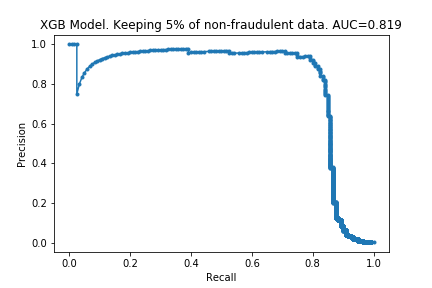 XGB Model. Keeping 5% of non-fraudulent data. AUC=0.819
1.0
0.8
0.6
0.4
0.2
0.0
Precision
0.0 0.2 0.4 0.6 0.8 1.0
Recall